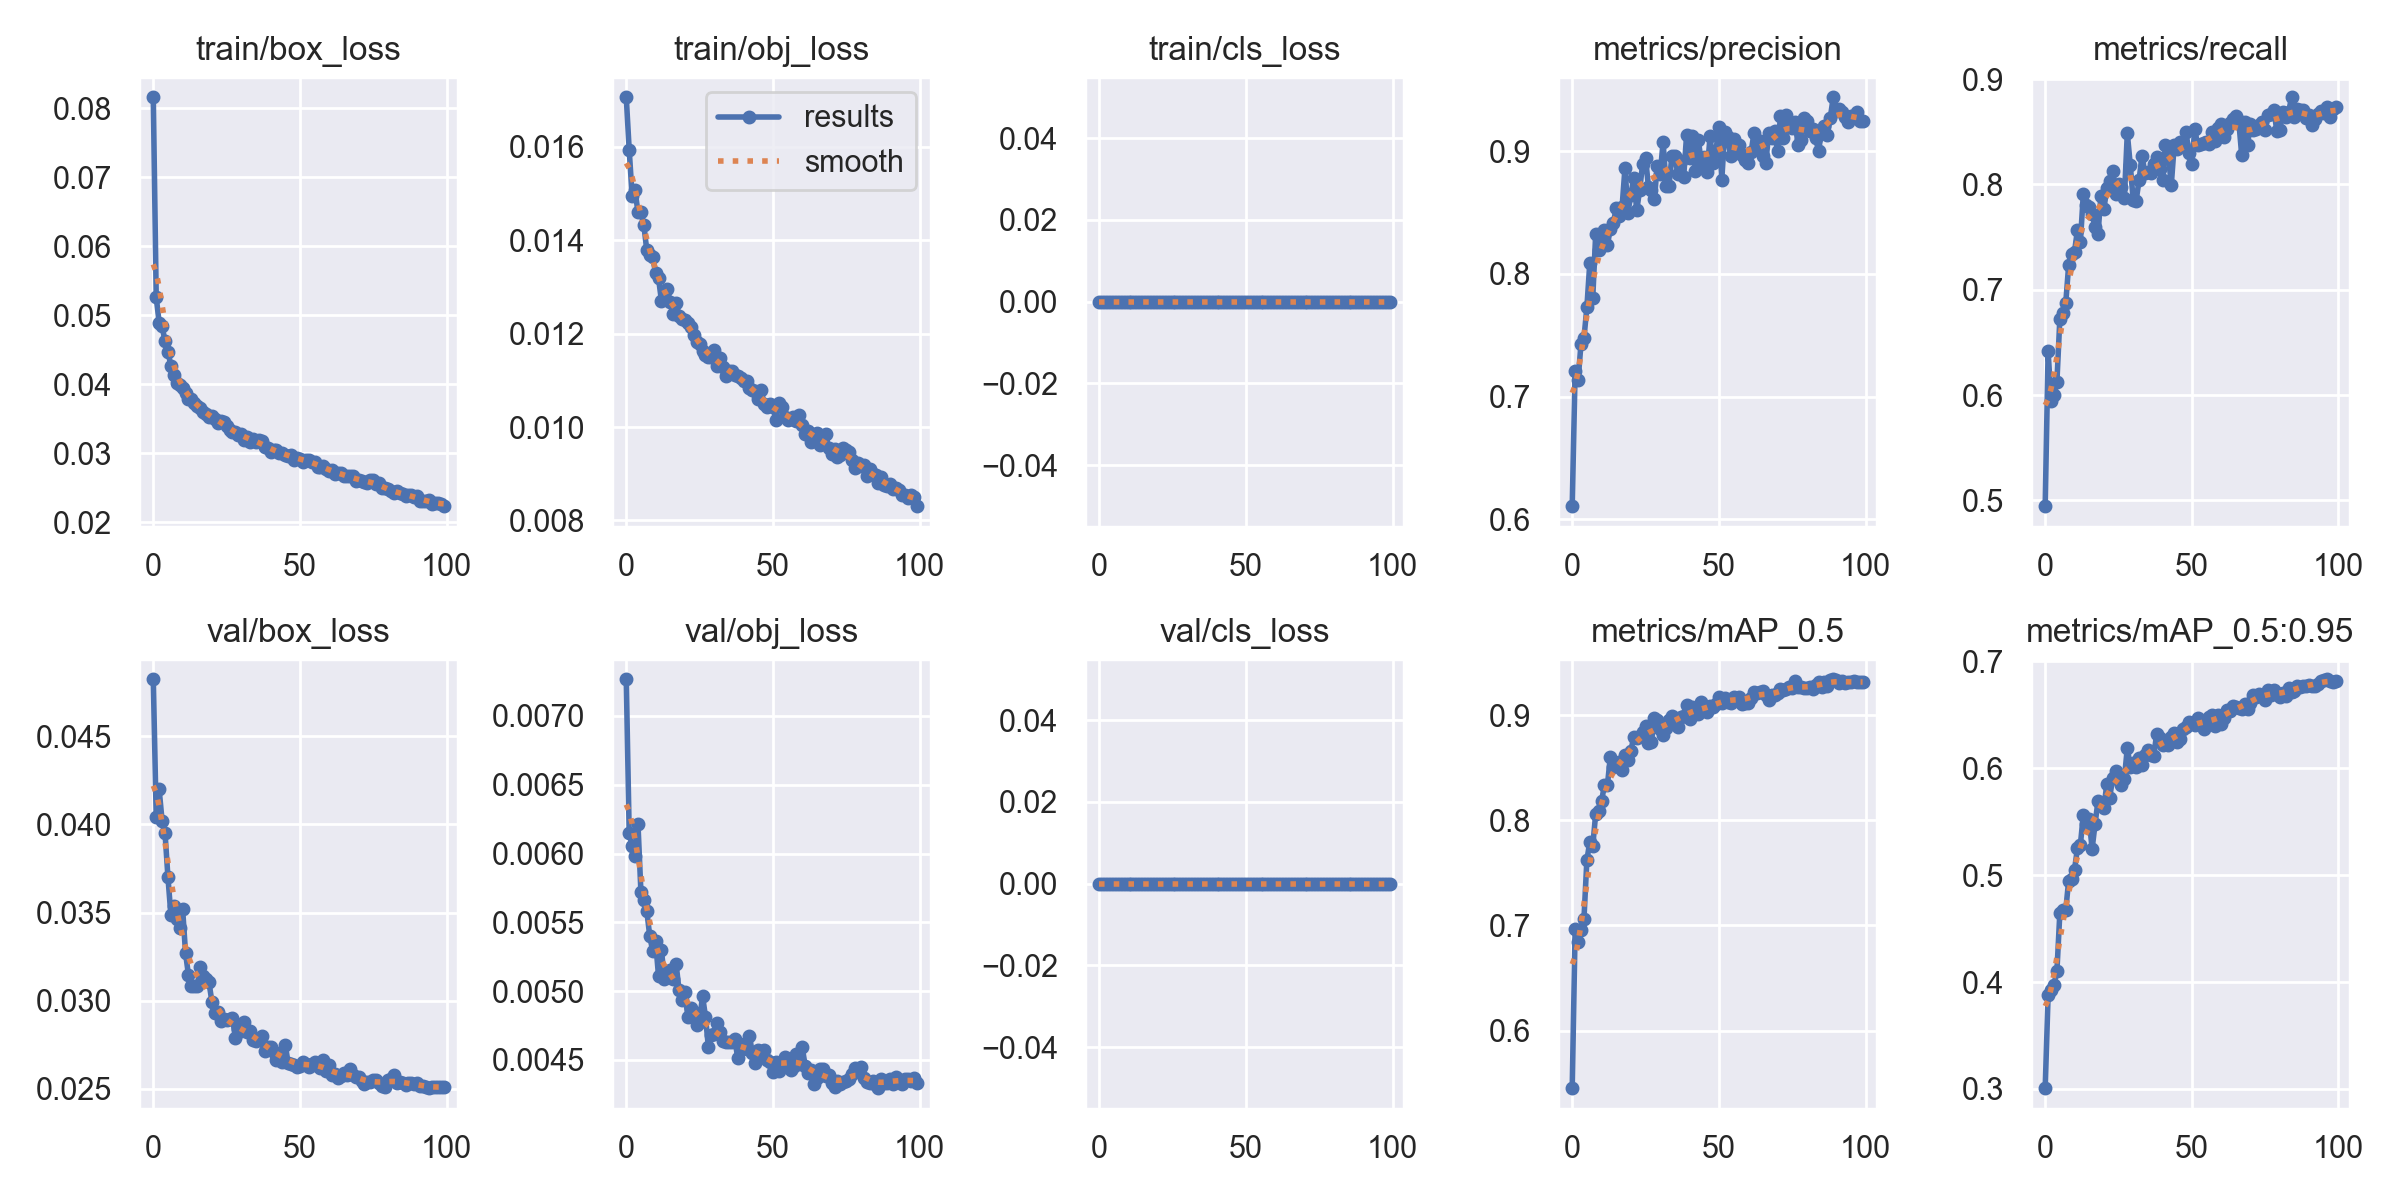 train/box_loss
0.08
0.07
0.06
0.05
0.04
0.03
0.02
0 50 100
train/obj_loss
results
smooth
0.016
0.014
0.012
0.010
0.008
0 50 100
train/cls_loss
0.04
0.02
0.00
−0.02
−0.04
0 50 100
metrics/precision
0.9
0.8
0.7
0.6
0 50 100
metrics/recall
0.9
0.8
0.7
0.6
0.5
0 50 100
val/box_loss
0.045
0.040
0.035
0.030
0.025
0 50 100
val/obj_loss
0.0070
0.0065
0.0060
0.0055
0.0050
0.0045
0 50 100
val/cls_loss
0.04
0.02
0.00
−0.02
−0.04
0 50 100
metrics/mAP_0.5
0.9
0.8
0.7
0.6
0 50 100
metrics/mAP_0.5:0.95
0.7
0.6
0.5
0.4
0.3
0 50 100